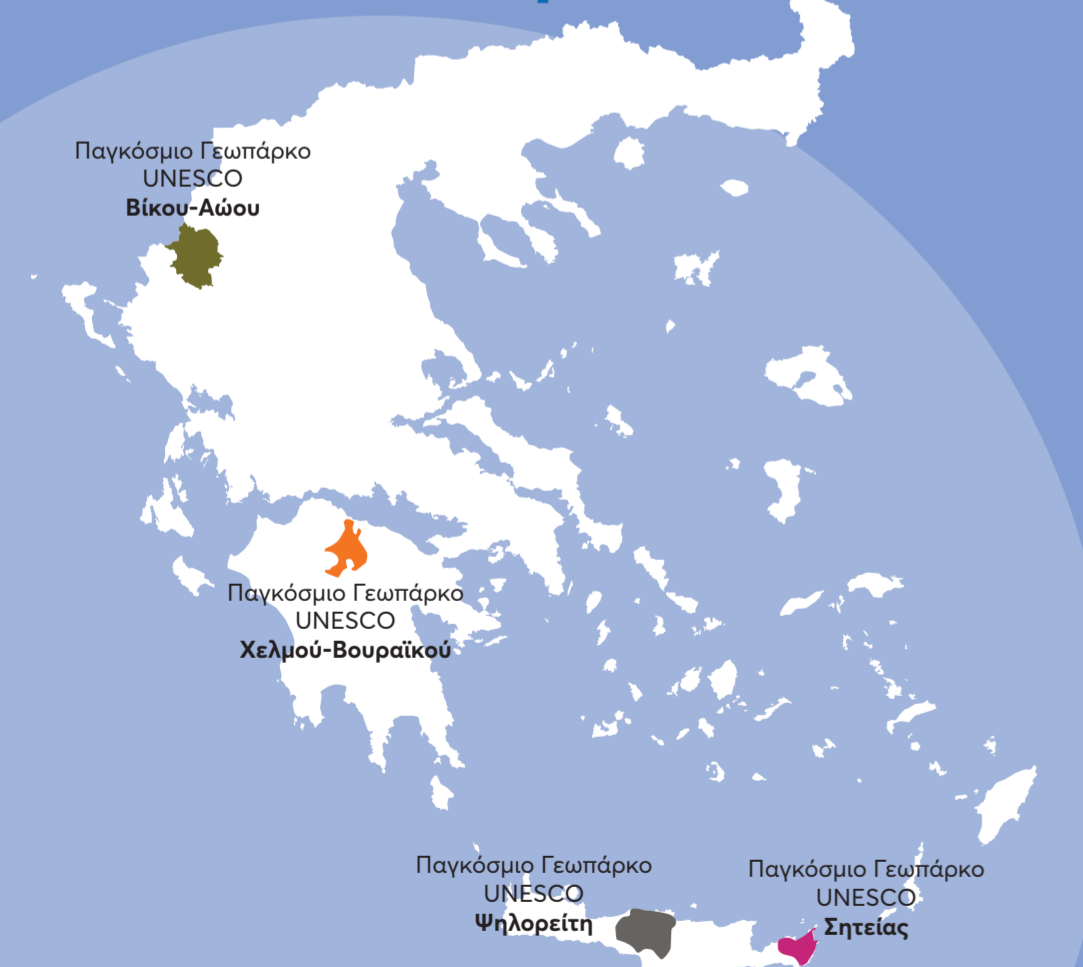 Παγκόσμιο Γεωπάρκο
UNESCO
Βίκου-Αώου
Παγκόσμιο Γεωπάρκο
UNESCO
Χελμού-Βουραϊκού
Παγκόσμιο Γεωπάρκο
UNESCO
Ψηλορείτη
Παγκόσμιο Γεωπάρκο
UNESCO
Σητείας